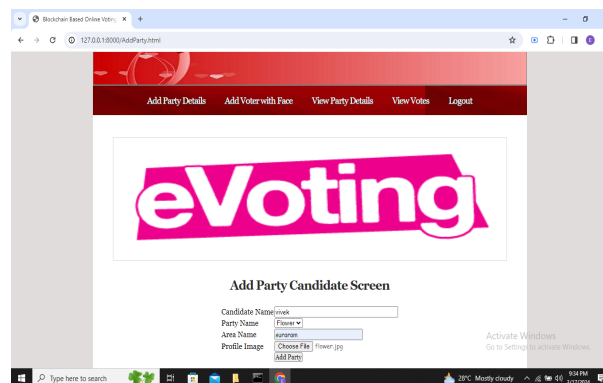 Blockchain Based Online Voting
127.0.0.1:8000/AddParty.html
Add Party Details Add Voter with Face View Party Details View Votes Logout
eVoting
Add Party Candidate Screen
Candidate Name vivek
Party Name Flower
Area Name suraram
Profile Image Choose File flower.jpg
Add Party
Activate Windows
Go to Settings to activate Windows.
Type here to search 28°C Mostly cloudy 9:34 PM